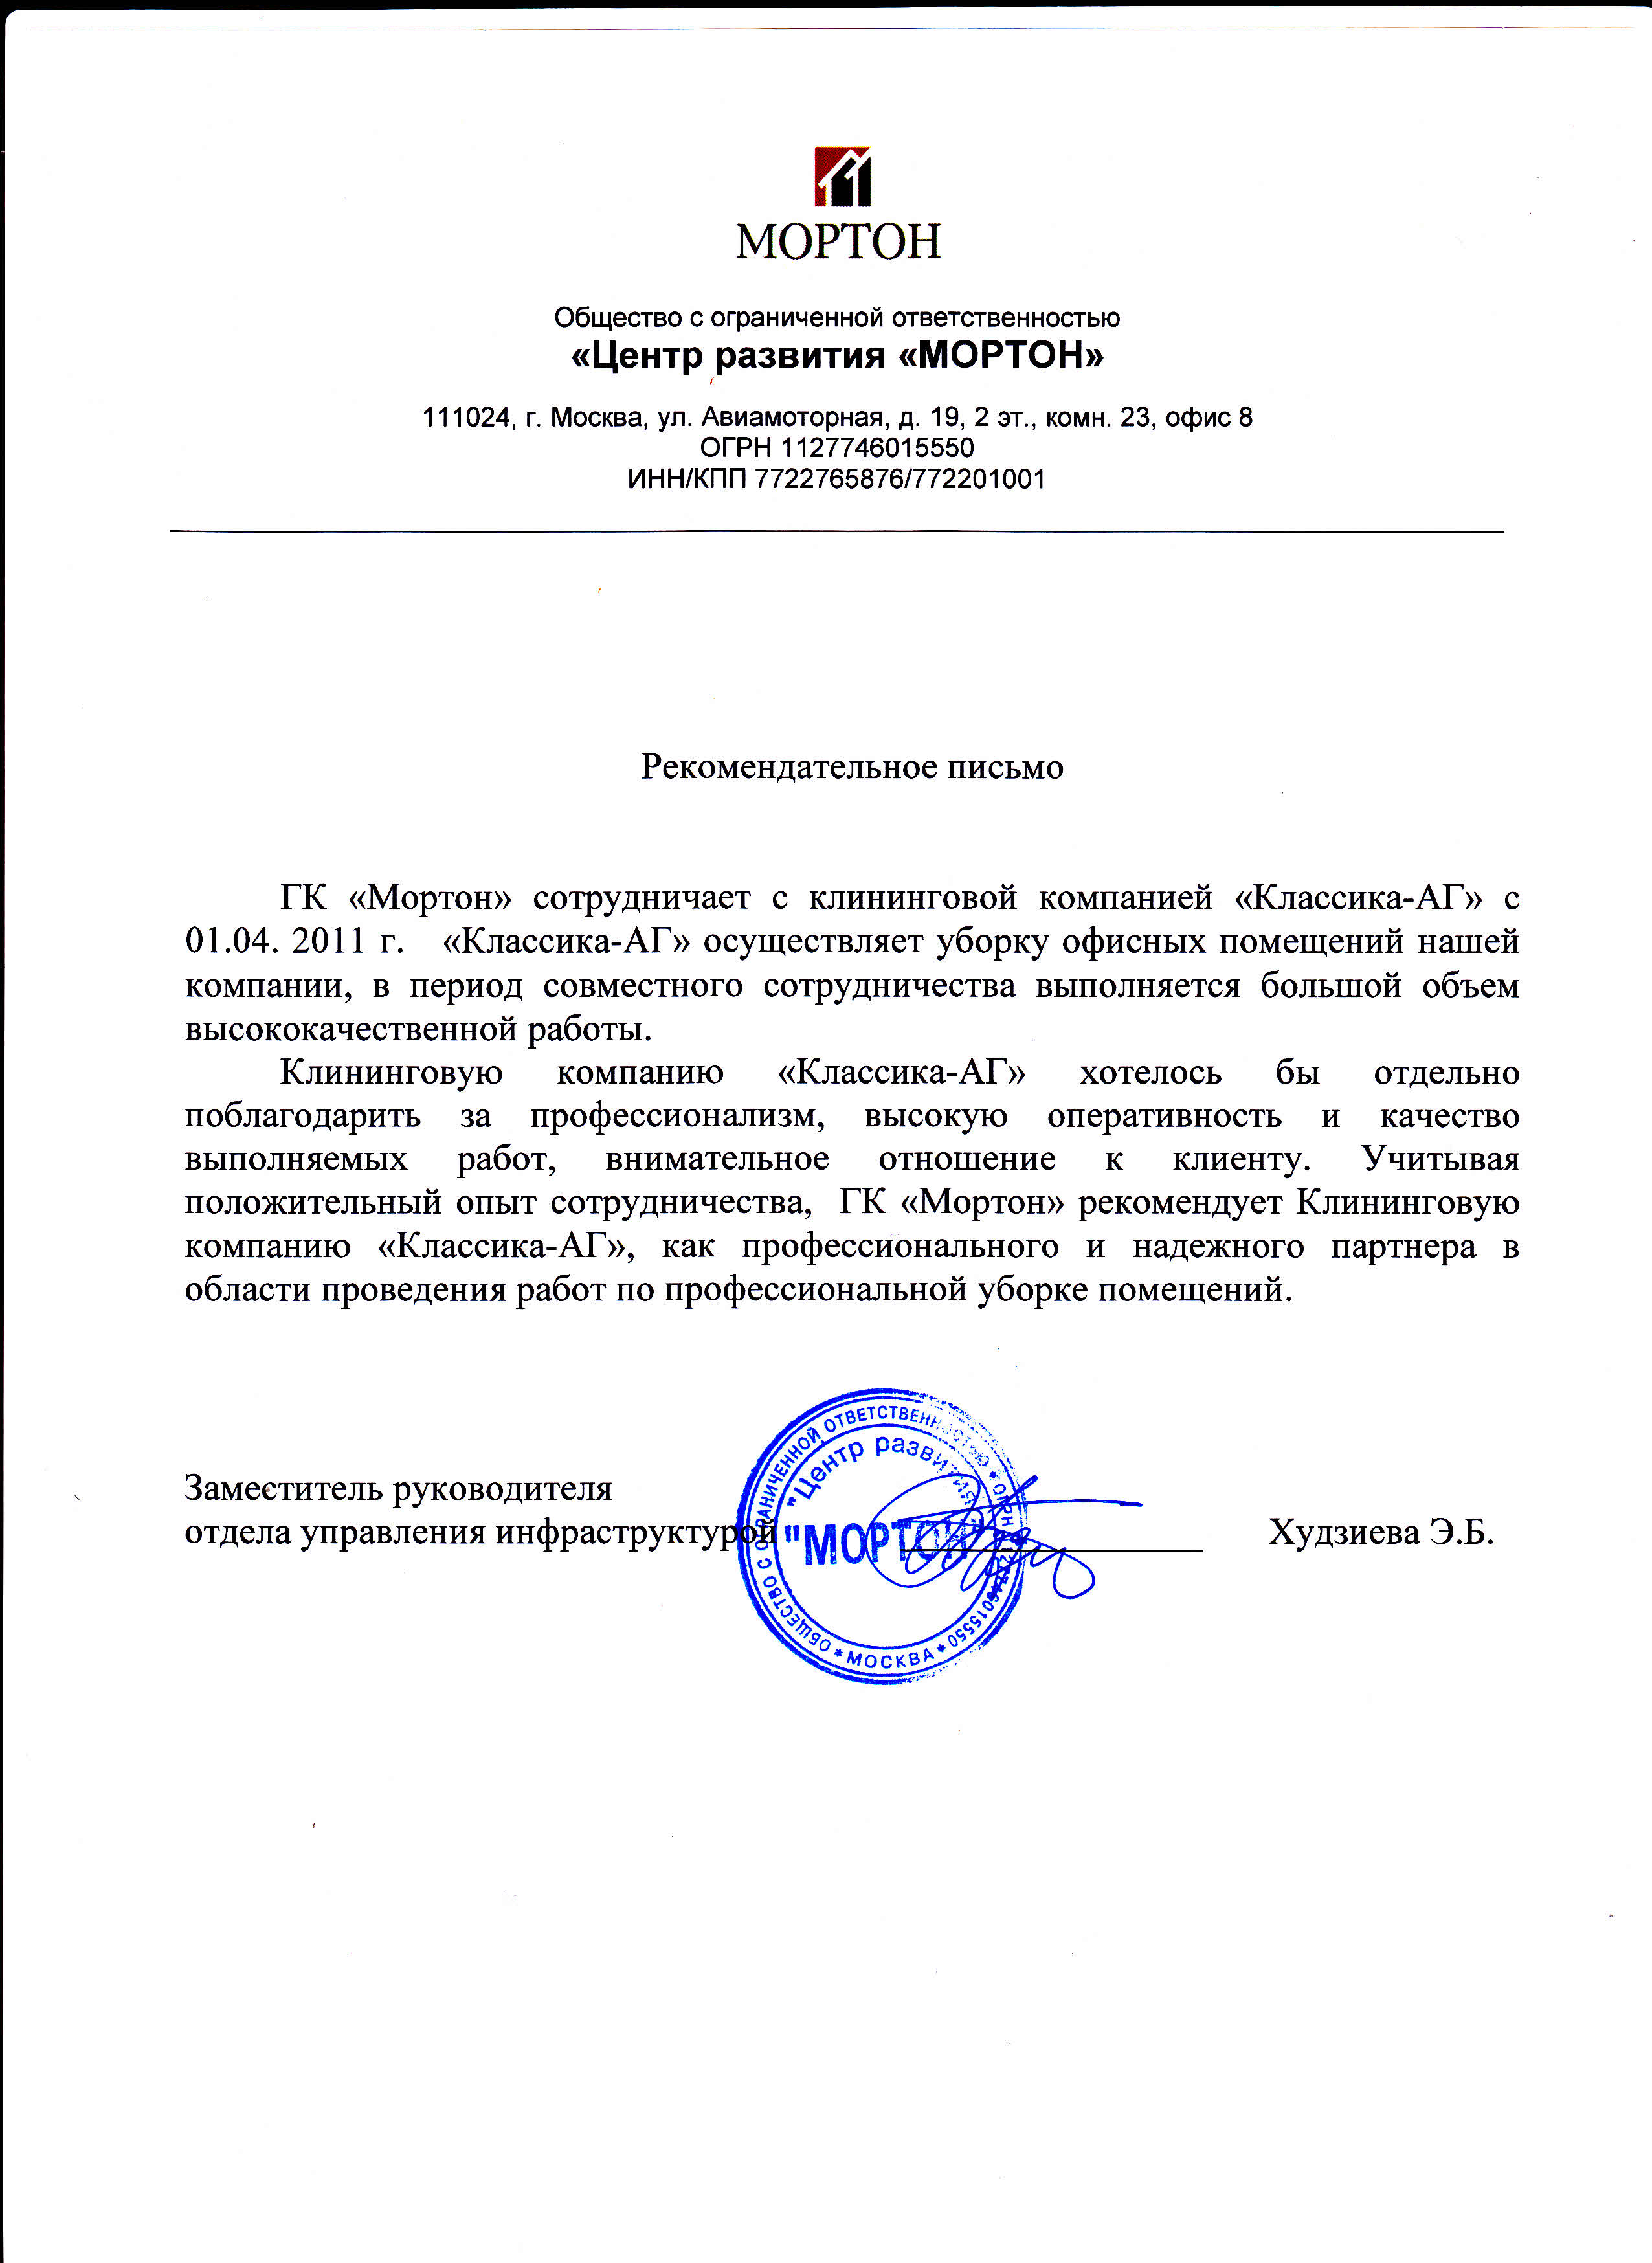 МОРТОН
Общество с ограниченной ответственностью
«Центр развития «МОРТОН»
111024, г. Москва, ул. Авиамоторная, д. 19, 2 эт., комн. 23, офис 8
ОГРН 1127746015550
ИНН/КПП 7722765876/772201001
Рекомендательное письмо
ГК «Мортон» сотрудничает с клининговой компанией «Классика-АГ» с
01.04. 2011 г. «Классика-АГ» осуществляет уборку офисных помещений нашей
компании, в период совместного сотрудничества выполняется большой объем
высококачественной работы.
Клининговую компанию «Классика-АГ» хотелось бы отдельно
поблагодарить за профессионализм, высокую оперативность и качество
выполняемых работ, внимательное отношение к клиенту. Учитывая
положительный опыт сотрудничества, ГК «Мортон» рекомендует Клининговую
компанию «Классика-АГ», как профессионального и надежного партнера в
области проведения работ по профессиональной уборке помещений.
Заместитель руководителя
отдела управления инфраструктурой Худзиева Э.Б.
ОБЩЕСТВО С ОГРАНИЧЕННОЙ ОТВЕТСТВЕННОСТЬЮ * ОГРН 1127746015550 * МОСКВА *
"Центр развития
"МОРТОН"